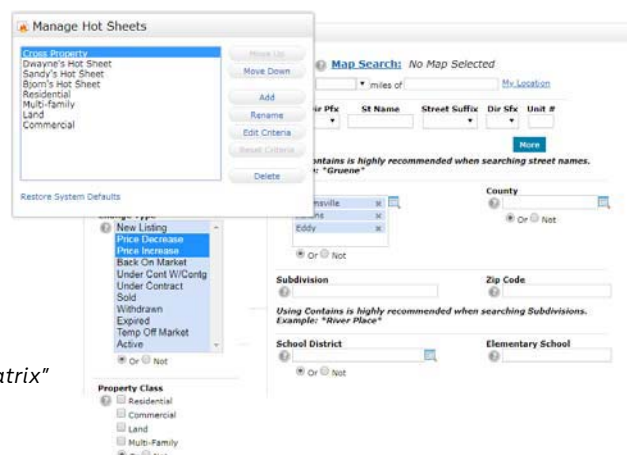 Manage Hot Sheets
Cross Property
Dwayne's Hot Sheet
Sandy's Hot Sheet
Bjorn's Hot Sheet
Residential
Multi-family
Land
Commercial
Move Up
Move Down
Add
Rename
Edit Criteria
Reset Criteria
Delete
Restore System Defaults
Map Search: No Map Selected
miles of
My Location
Dir Pfx St Name Street Suffix Dir Sfx Unit #
More
ontains is highly recommended when searching street names.
: "*Gruene"
County
Eddy
Or Not
Or Not
Change Type
New Listing
Price Decrease
Price Increase
Back On Market
Under Cont W/Contg
Under Contract
Sold
Withdrawn
Expired
Temp Off Market
Active
Or Not
Subdivision
Zip Code
Using Contains is highly recommended when searching Subdivisions.
Example: *River Place*
School District
Elementary School
Or Not
atrix"
Property Class
Residential
Commercial
Land
Multi-Family
Or Not